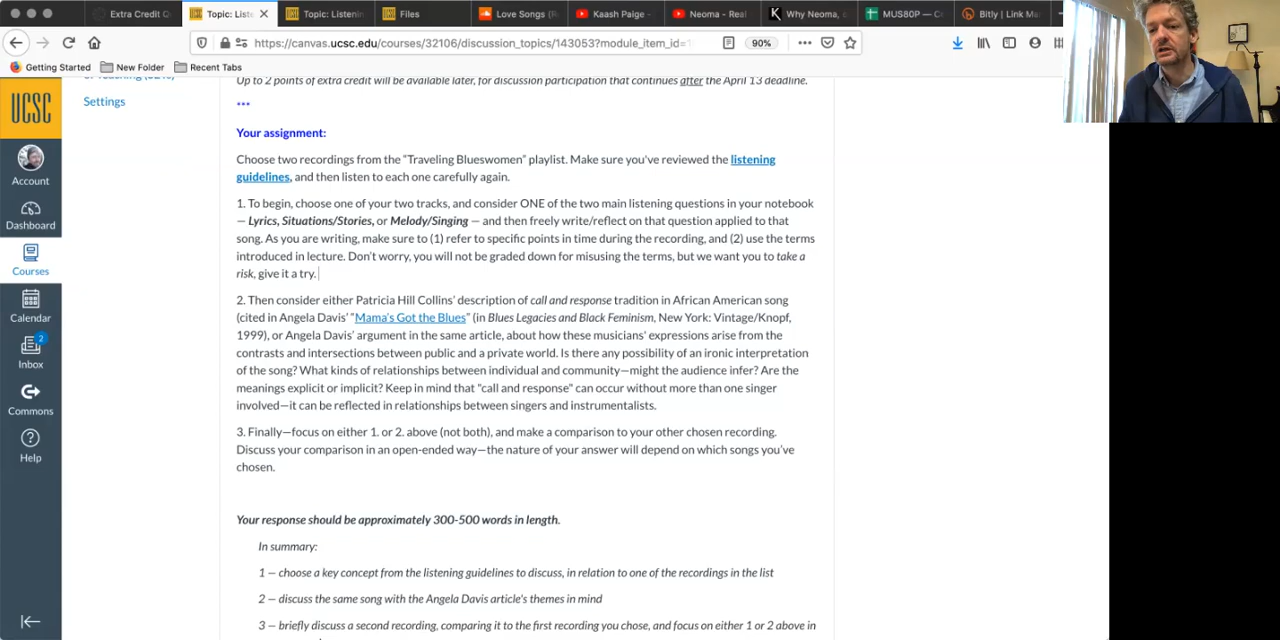 Extra Credit Q
Topic: Liste
Topic: Listenin
Files
Love Songs (R
Kaash Paige -
Neoma - Real
Why Neoma,
MUS80P — C
Bitly | Link Ma
https://canvas.ucsc.edu/courses/32106/discussion_topics/143053?module_item_id=1
90%
Getting Started
New Folder
Recent Tabs
UCSC
Account
Dashboard
Courses
Calendar
2
Inbox
Commons
Help
Settings
Up to 2 points of extra credit will be available later, for discussion participation that continues after the April 13 deadline.
***
Your assignment:
Choose two recordings from the “Traveling Blueswomen” playlist. Make sure you've reviewed the listening
guidelines, and then listen to each one carefully again.
1. To begin, choose one of your two tracks, and consider ONE of the two main listening questions in your notebook
— Lyrics, Situations/Stories, or Melody/Singing — and then freely write/reflect on that question applied to that
song. As you are writing, make sure to (1) refer to specific points in time during the recording, and (2) use the terms
introduced in lecture. Don’t worry, you will not be graded down for misusing the terms, but we want you to take a
risk, give it a try.
2. Then consider either Patricia Hill Collins’ description of call and response tradition in African American song
(cited in Angela Davis’ “Mama’s Got the Blues” (in Blues Legacies and Black Feminism, New York: Vintage/Knopf,
1999), or Angela Davis’ argument in the same article, about how these musicians' expressions arise from the
contrasts and intersections between public and a private world. Is there any possibility of an ironic interpretation
of the song? What kinds of relationships between individual and community—might the audience infer? Are the
meanings explicit or implicit? Keep in mind that "call and response" can occur without more than one singer
involved—it can be reflected in relationships between singers and instrumentalists.
3. Finally—focus on either 1. or 2. above (not both), and make a comparison to your other chosen recording.
Discuss your comparison in an open-ended way—the nature of your answer will depend on which songs you’ve
chosen.
Your response should be approximately 300-500 words in length.
In summary:
1 — choose a key concept from the listening guidelines to discuss, in relation to one of the recordings in the list
2 — discuss the same song with the Angela Davis article's themes in mind
3 — briefly discuss a second recording, comparing it to the first recording you chose, and focus on either 1 or 2 above in